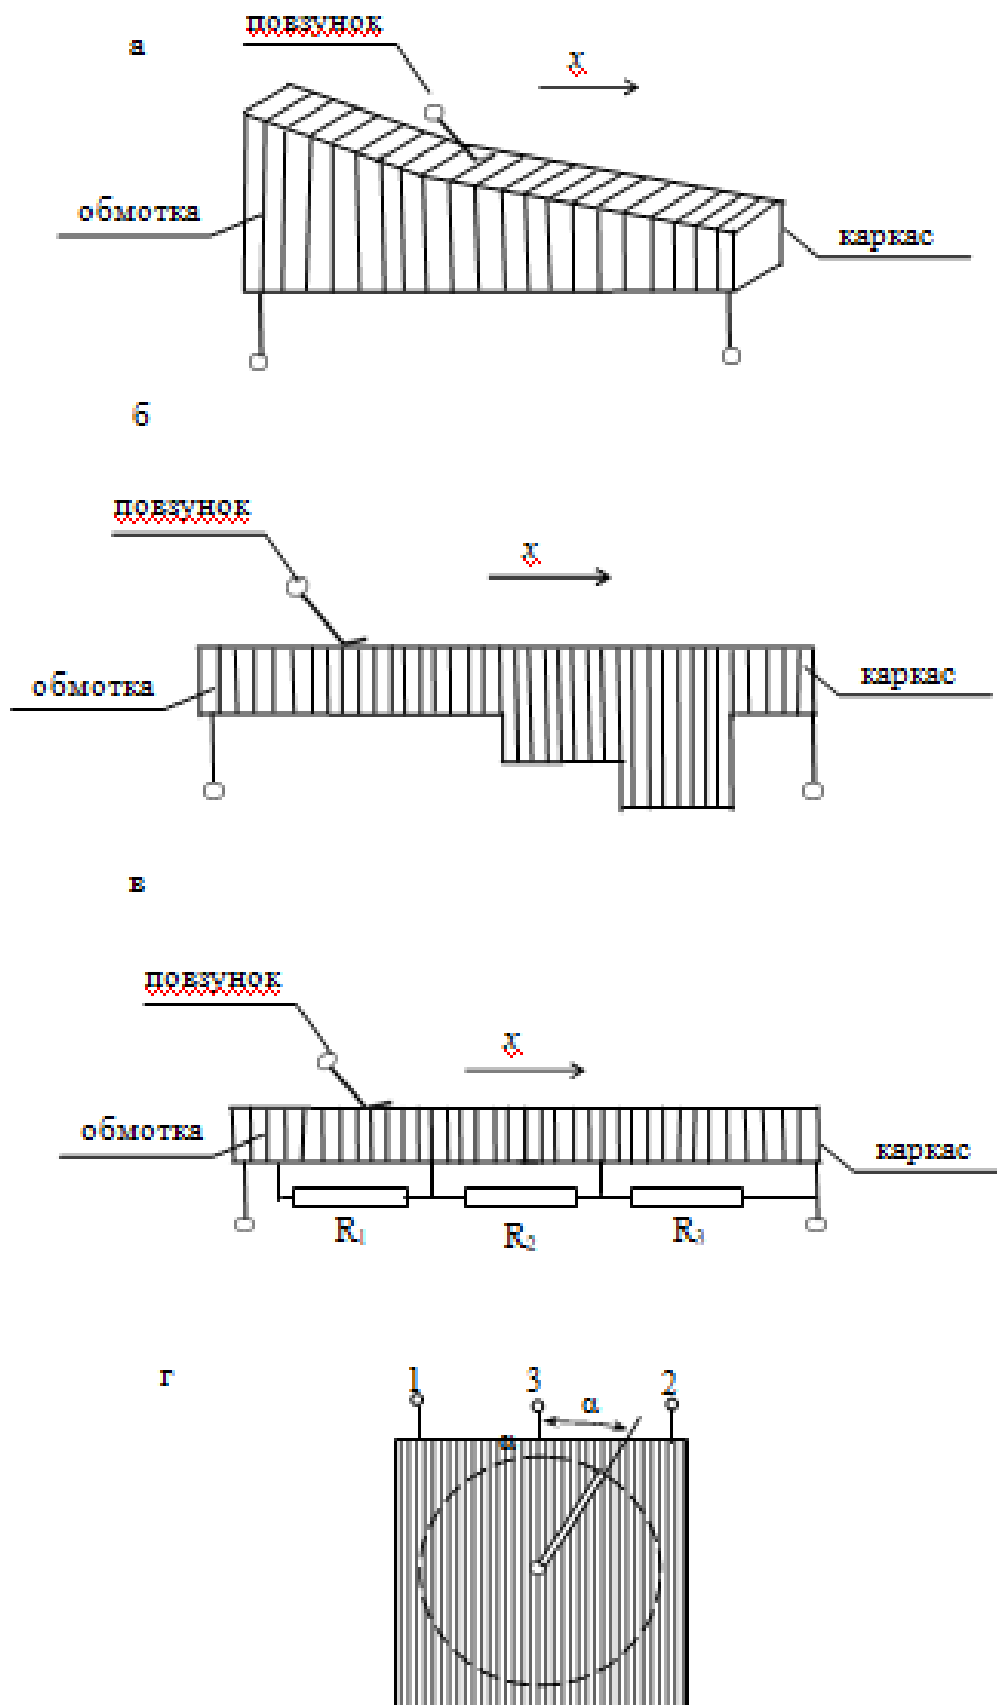 а
повзунок
x
обмотка
каркас
б
повзунок
x
обмотка
каркас
в
повзунок
x
обмотка
каркас
R1 R2 R3
г
1 3 2
α